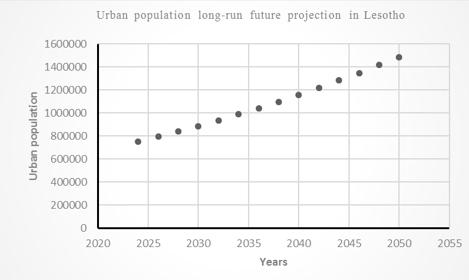 Urban population long-run future projection in Lesotho
1600000
1400000
1200000
1000000
800000
600000
400000
200000
0
2020 2025 2030 2035 2040 2045 2050 2055
Urban population
Years